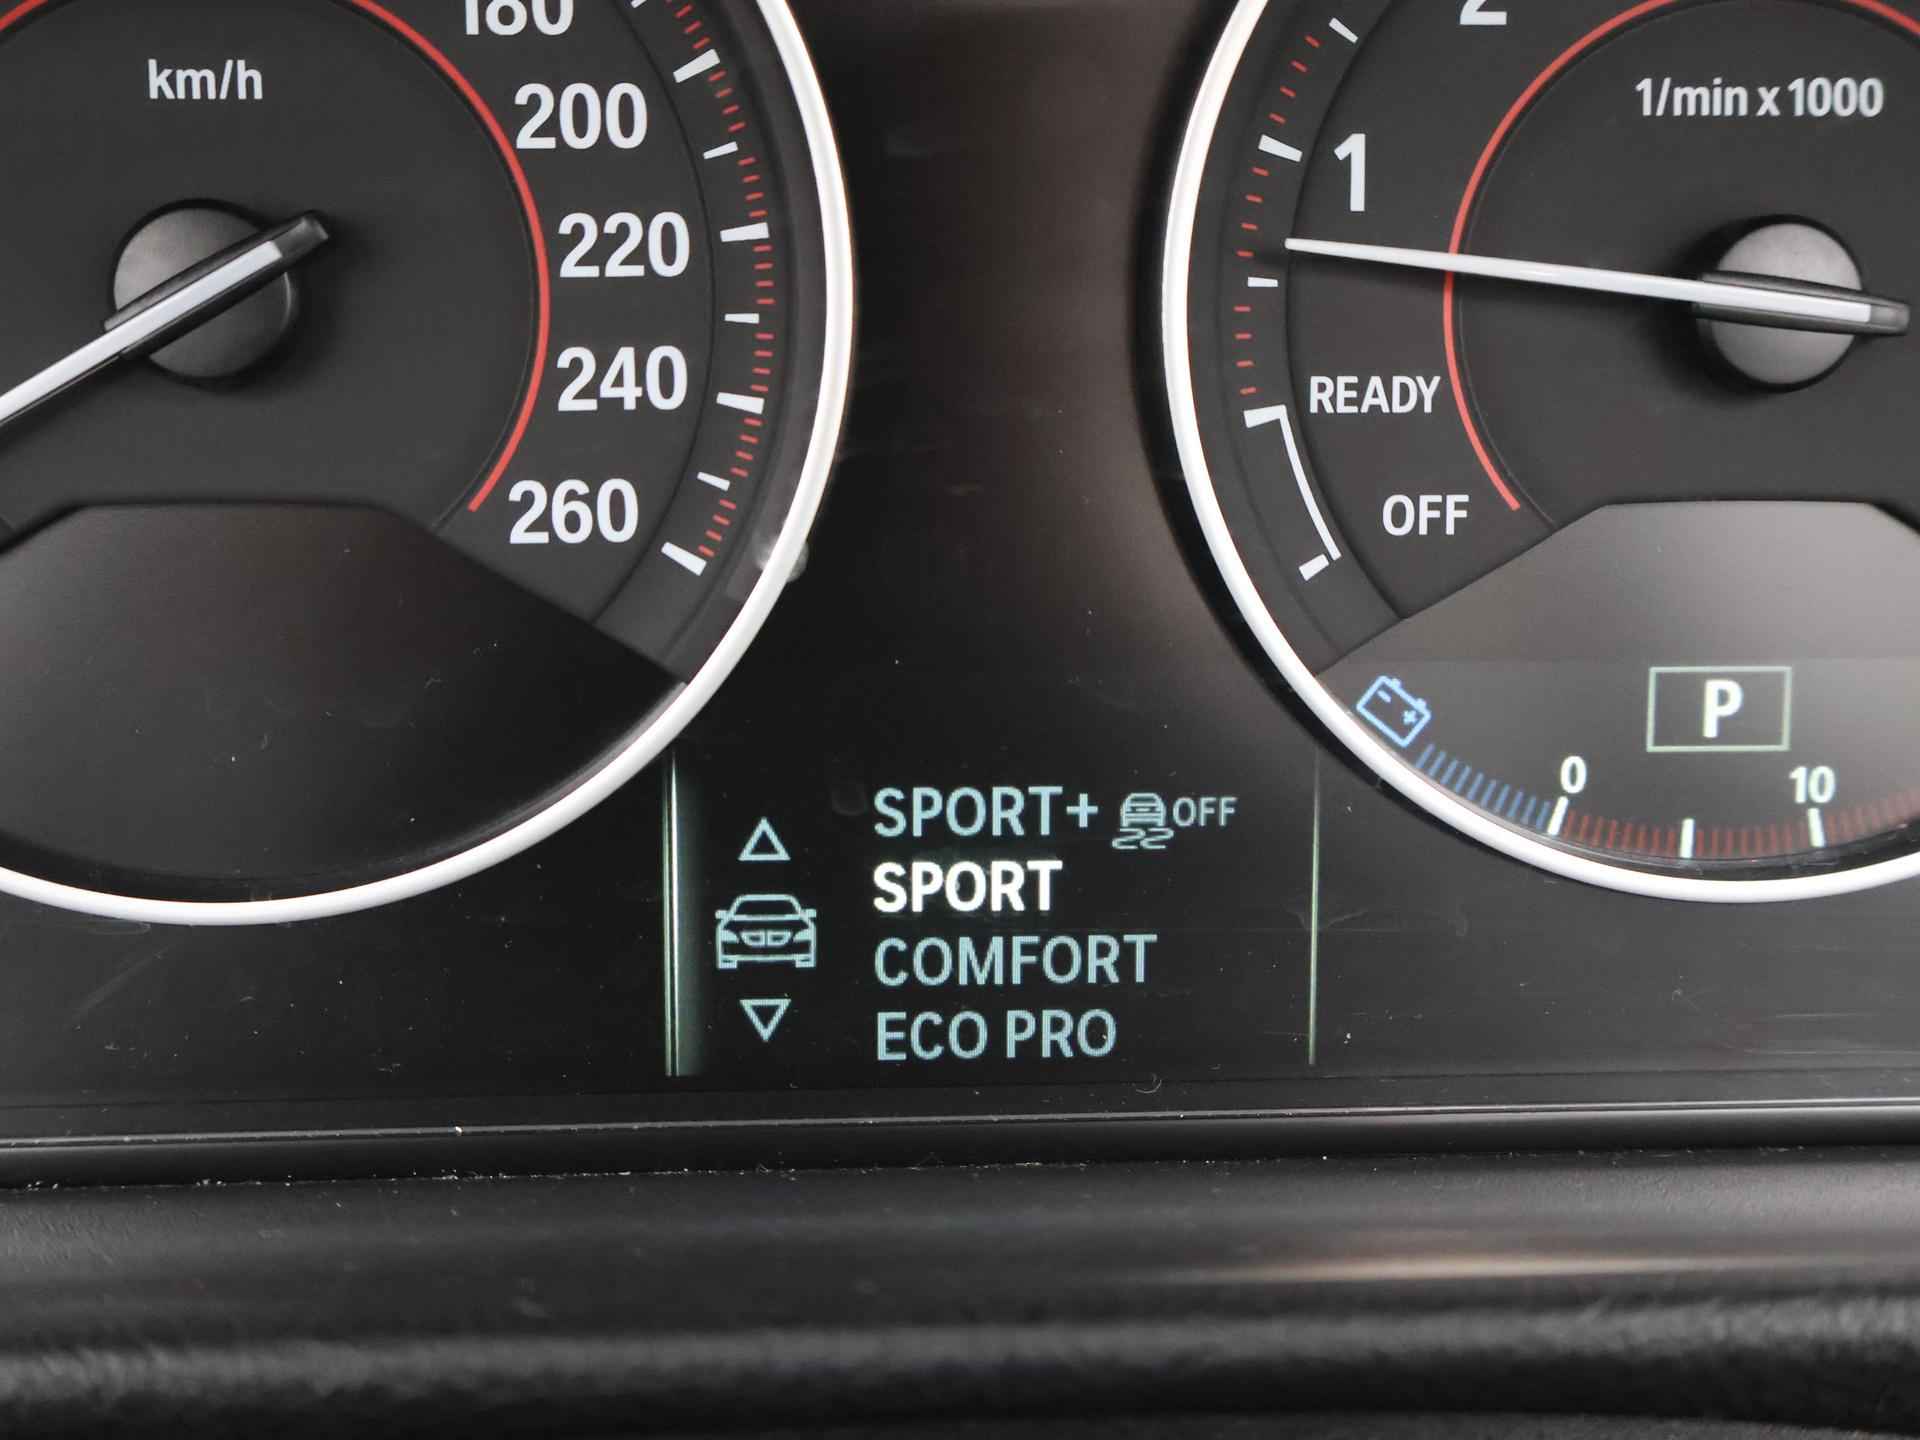 km/h
180
200
220
240
260
2
1/min x 1000
1
READY
OFF
P
0
10
SPORT+ OFF
SPORT
COMFORT
ECO PRO